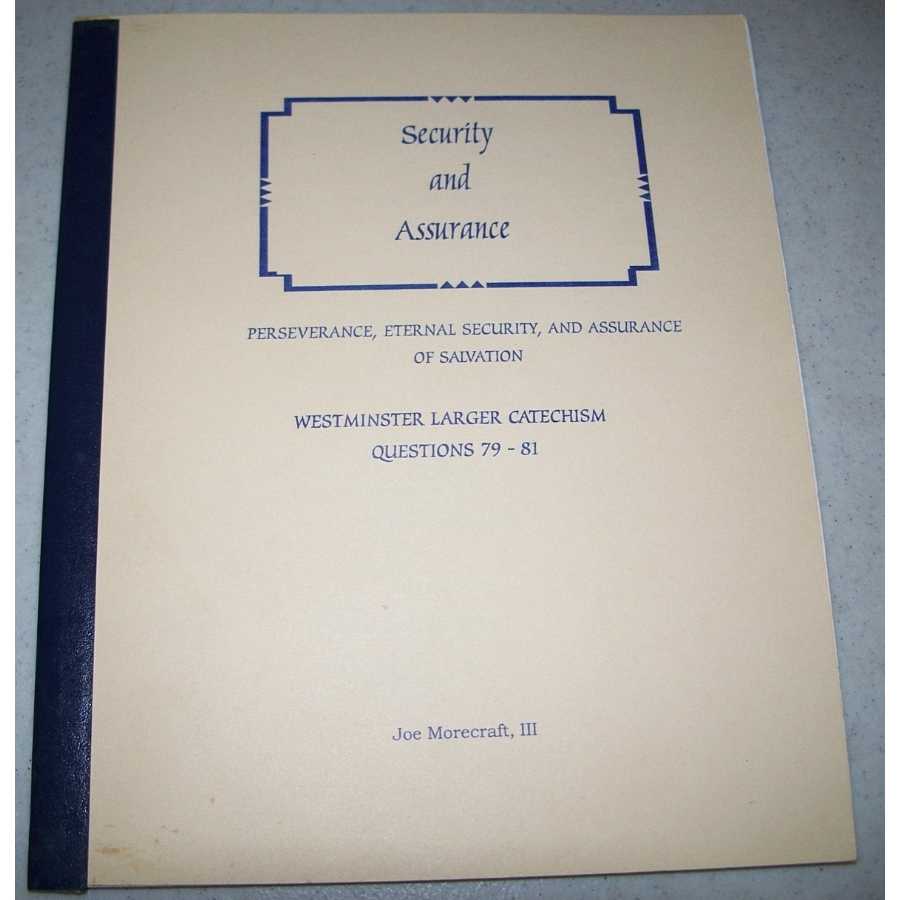 Security
and
Assurance
PERSEVERANCE, ETERNAL SECURITY, AND ASSURANCE
OF SALVATION
WESTMINSTER LARGER CATECHISM
QUESTIONS 79 - 81
Joe Morecraft, III